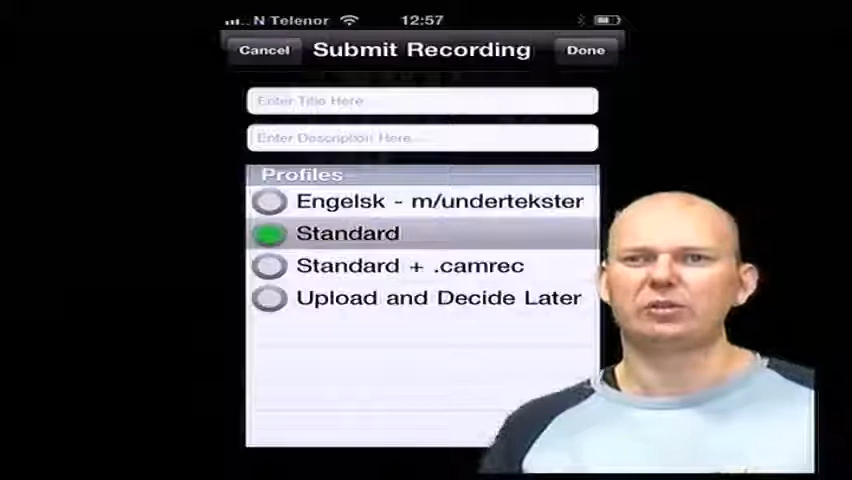 N Telenor 12:57
Cancel Submit Recording Done
Enter Title Here
Enter Description Here...
Profiles
Engelsk - m/undertekster
Standard
Standard + .camrec
Upload and Decide Later